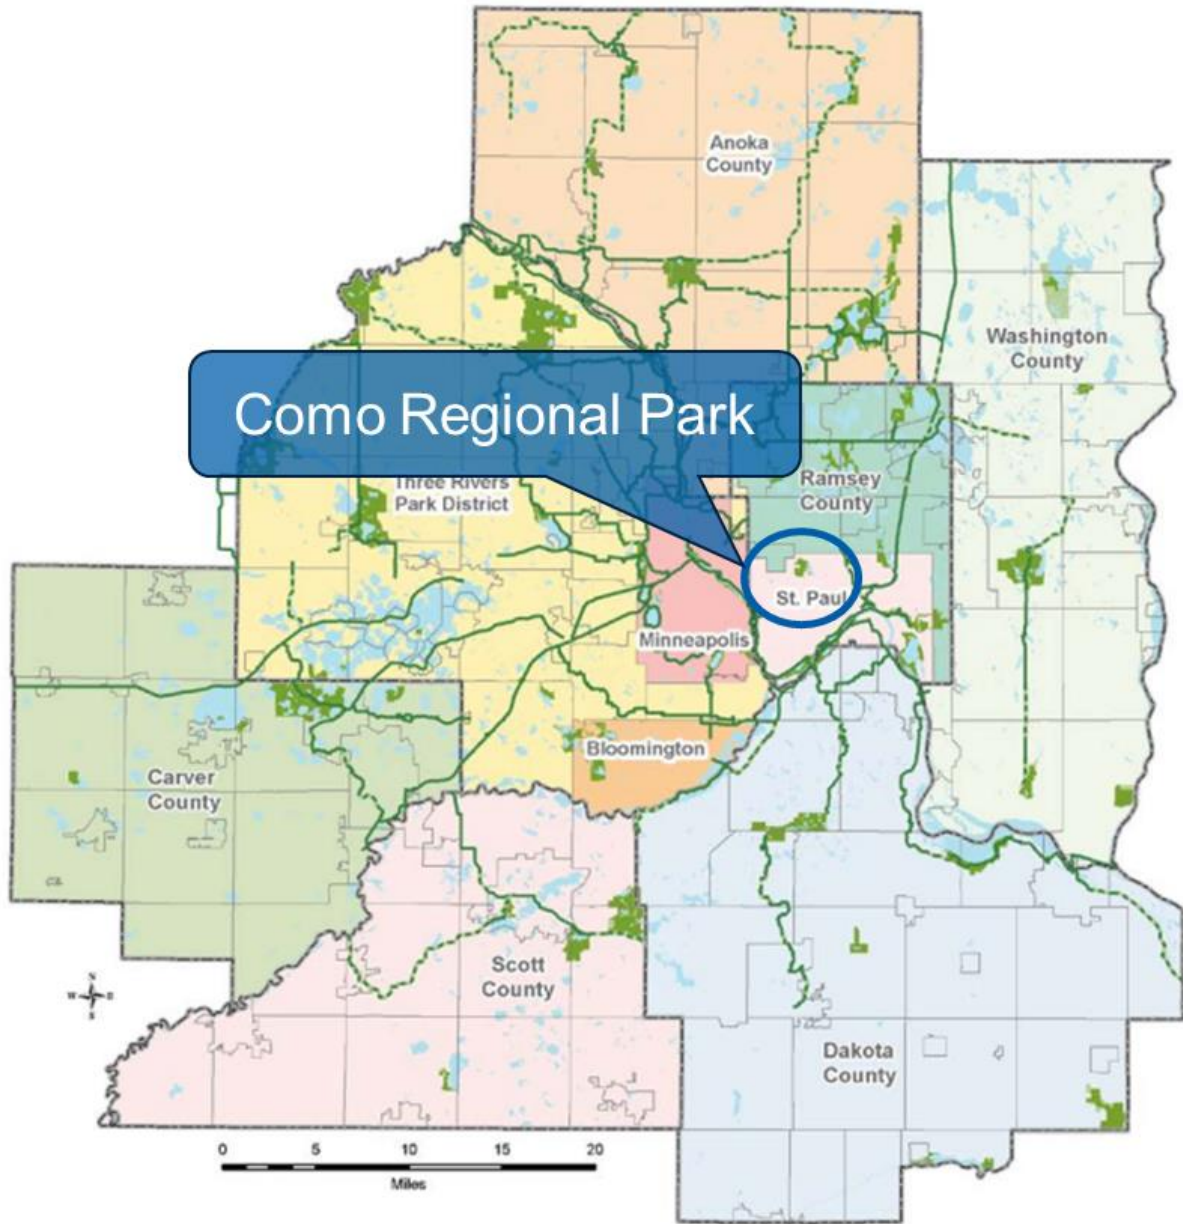 Anoka
County
Washington
County
Como Regional Park
Three Rivers
Park District
Ramsey
County
St. Paul
Minneapolis
Bloomington
Carver
County
Scott
County
Dakota
County
N
W E
S
0 5 10 15 20
Miles